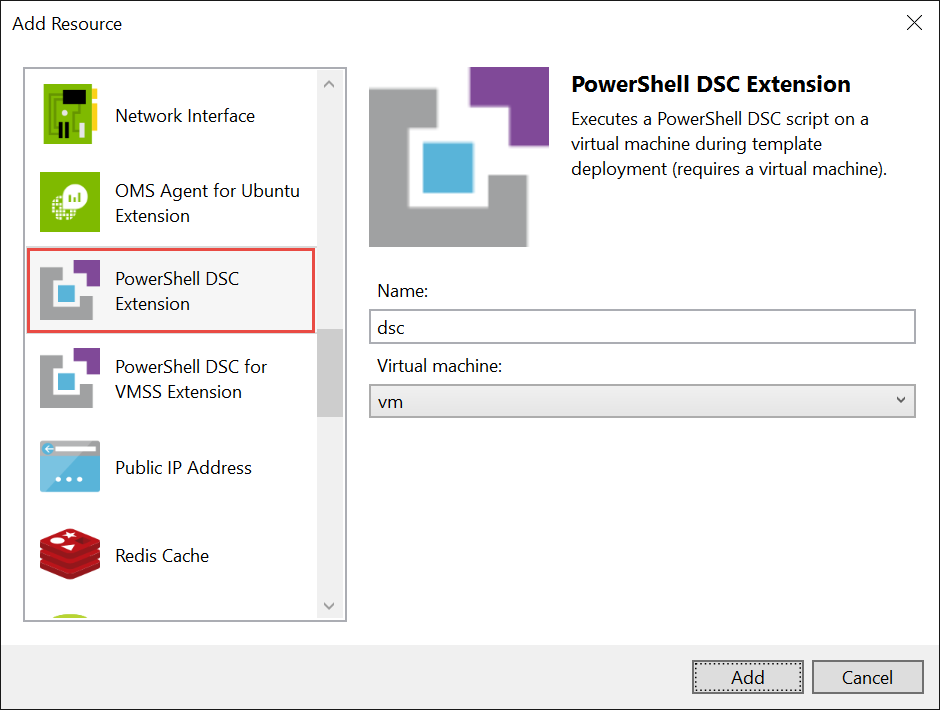 Add Resource
Network Interface
OMS Agent for Ubuntu
Extension
PowerShell DSC
Extension
PowerShell DSC for
VMSS Extension
Public IP Address
Redis Cache
PowerShell DSC Extension
Executes a PowerShell DSC script on a
virtual machine during template
deployment (requires a virtual machine).
Name:
dsc
Virtual machine:
vm
Add
Cancel